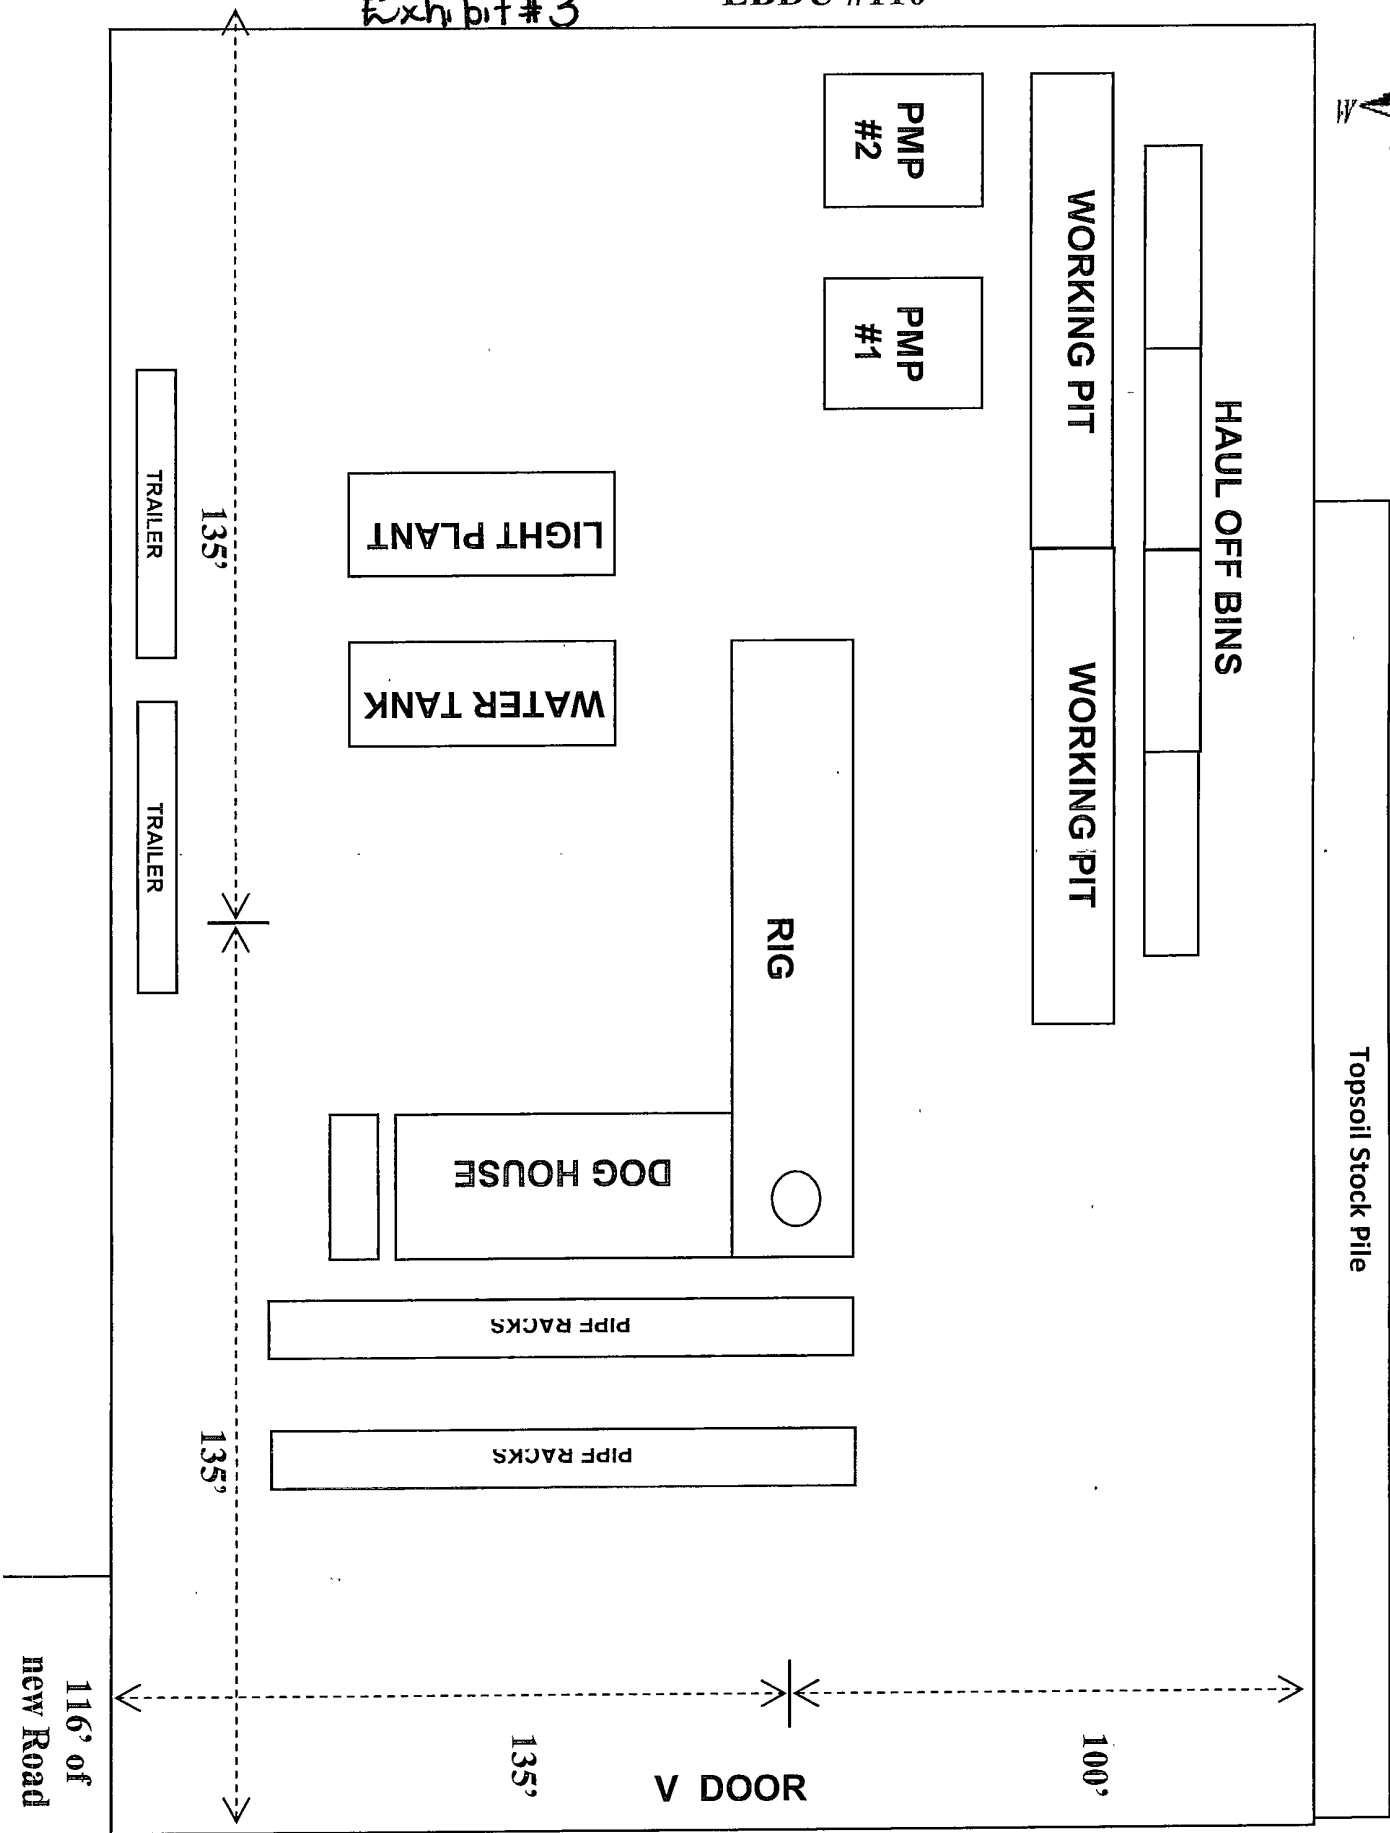 Exhibit #3
PMP
#2
PMP
#1
WORKING PIT
WORKING PIT
HAUL OFF BINS
Topsoil Stock Pile
LIGHT PLANT
WATER TANK
TRAILER
TRAILER
135'
RIG
DOG HOUSE
PIPE RACKS
PIPE RACKS
135'
135'
100'
V DOOR
116' of
new Road